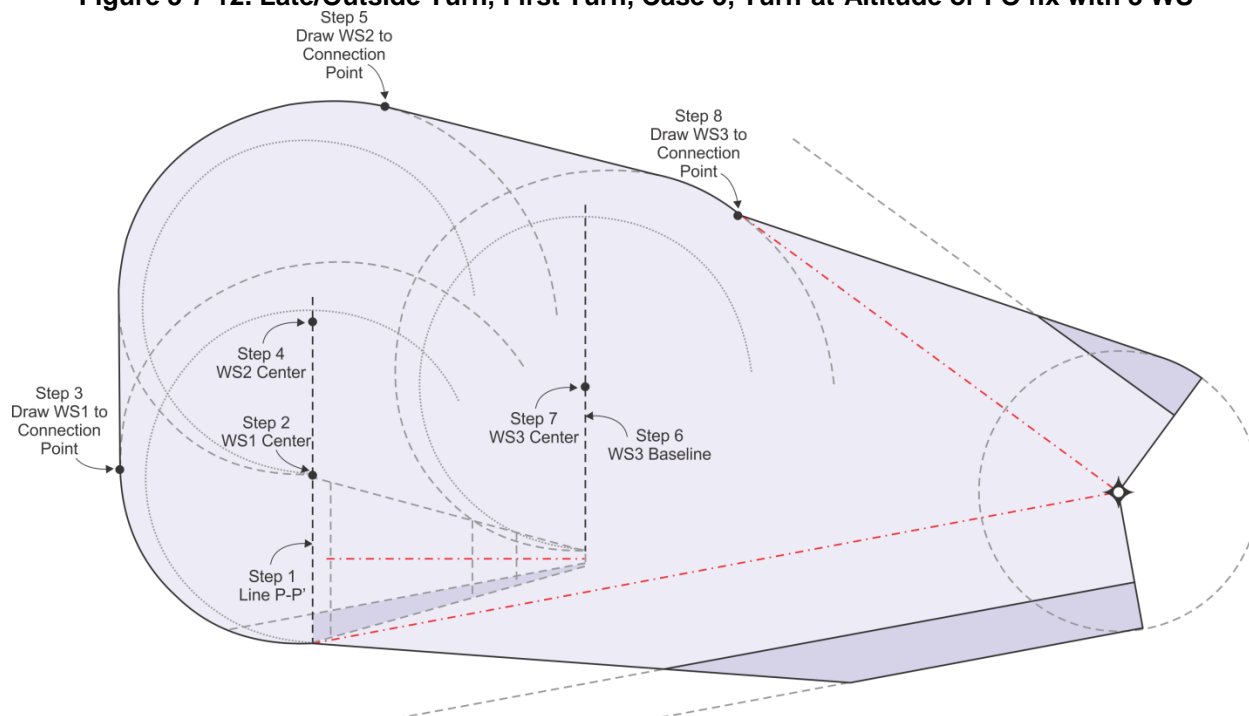 Figure 3-7-12. Late/Outside Turn, First Turn, Case 3, Turn-at-Altitude or PC fix with 3 WS
Step 5
Draw WS2 to
Connection
Point
Step 8
Draw WS3 to
Connection
Point
Step 4
WS2 Center
Step 3
Draw WS1 to
Connection
Point
Step 2
WS1 Center
Step 7
WS3 Center
Step 6
WS3 Baseline
Step 1
Line P-P'